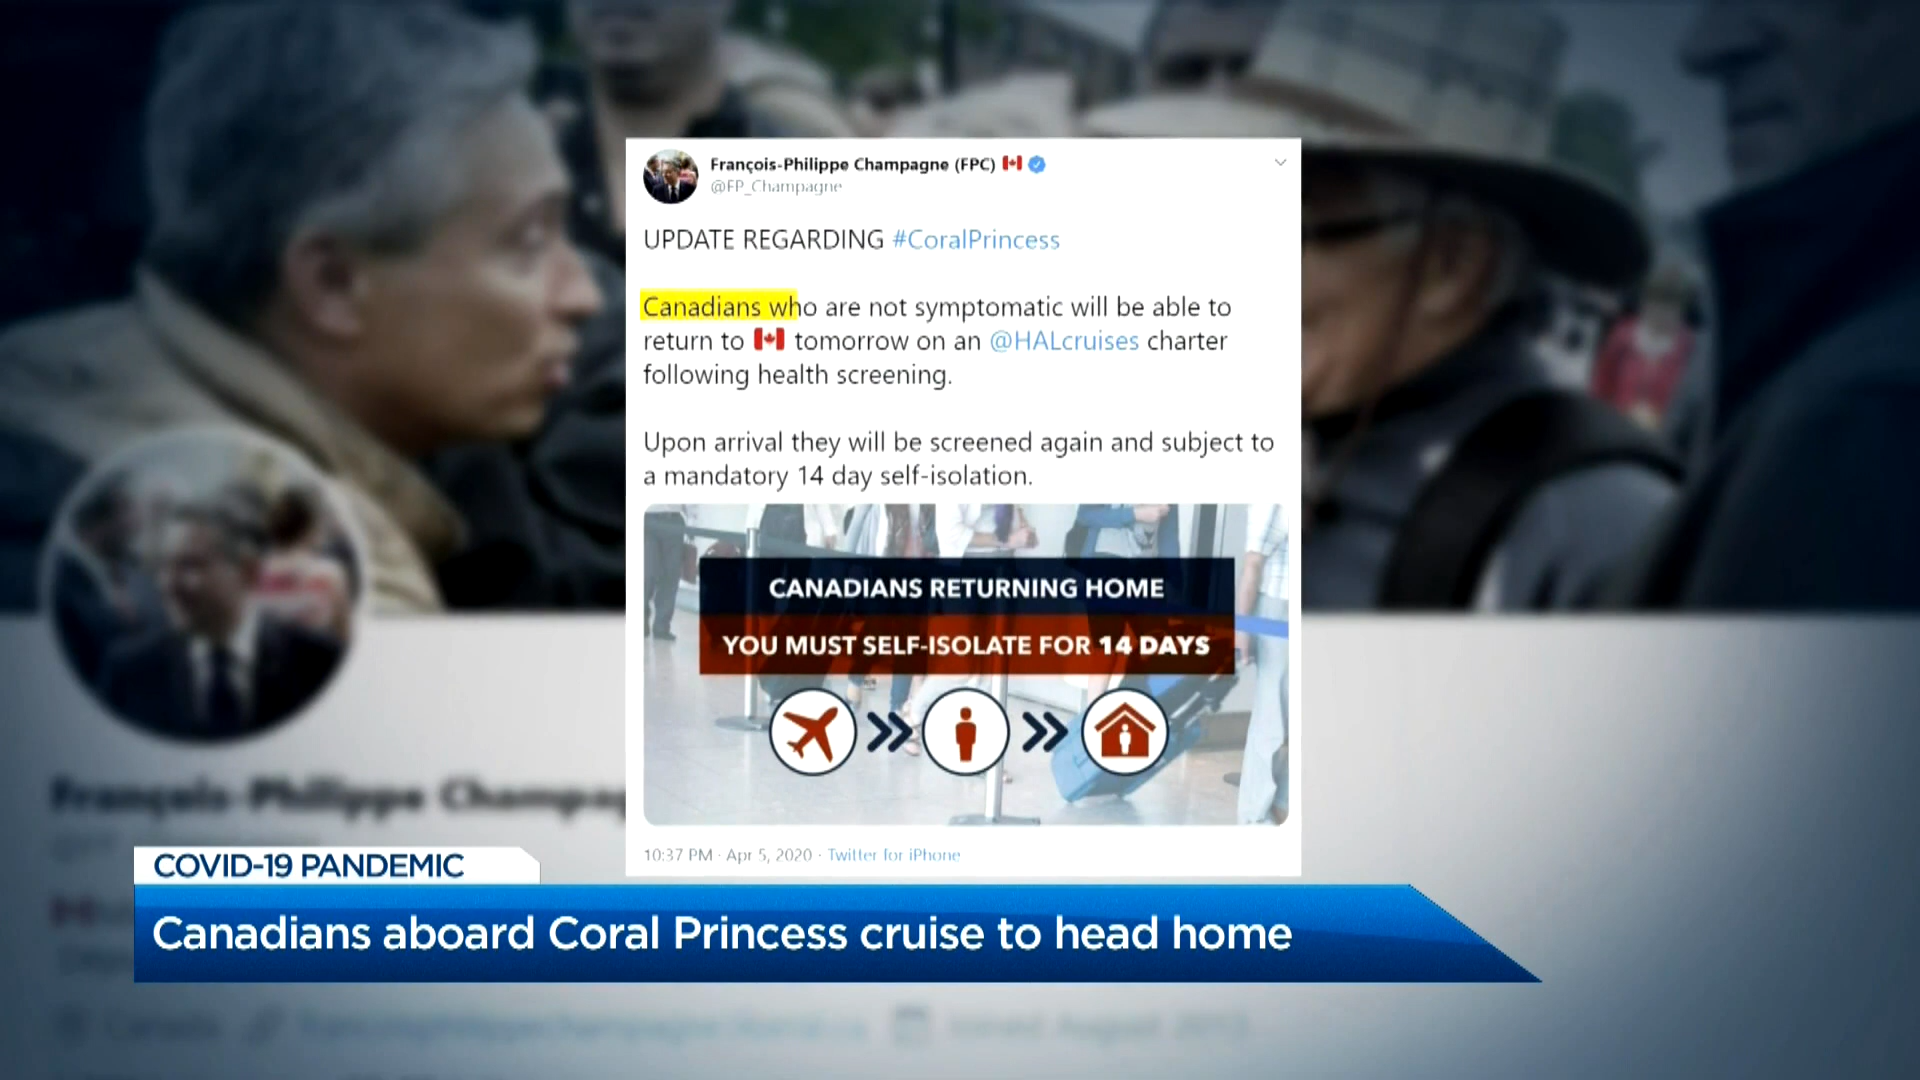 François-Philippe Champagne (FPC) 🇨🇦
@FP_Champagne
UPDATE REGARDING #CoralPrincess
Canadians who are not symptomatic will be able to
return to 🇨🇦 tomorrow on an @HALcruises charter
following health screening.
Upon arrival they will be screened again and subject to
a mandatory 14 day self-isolation.
CANADIANS RETURNING HOME
YOU MUST SELF-ISOLATE FOR 14 DAYS
10:37 PM · Apr 5, 2020 · Twitter for iPhone
François-Philippe Champag
COVID-19 PANDEMIC
Canadians aboard Coral Princess cruise to head home